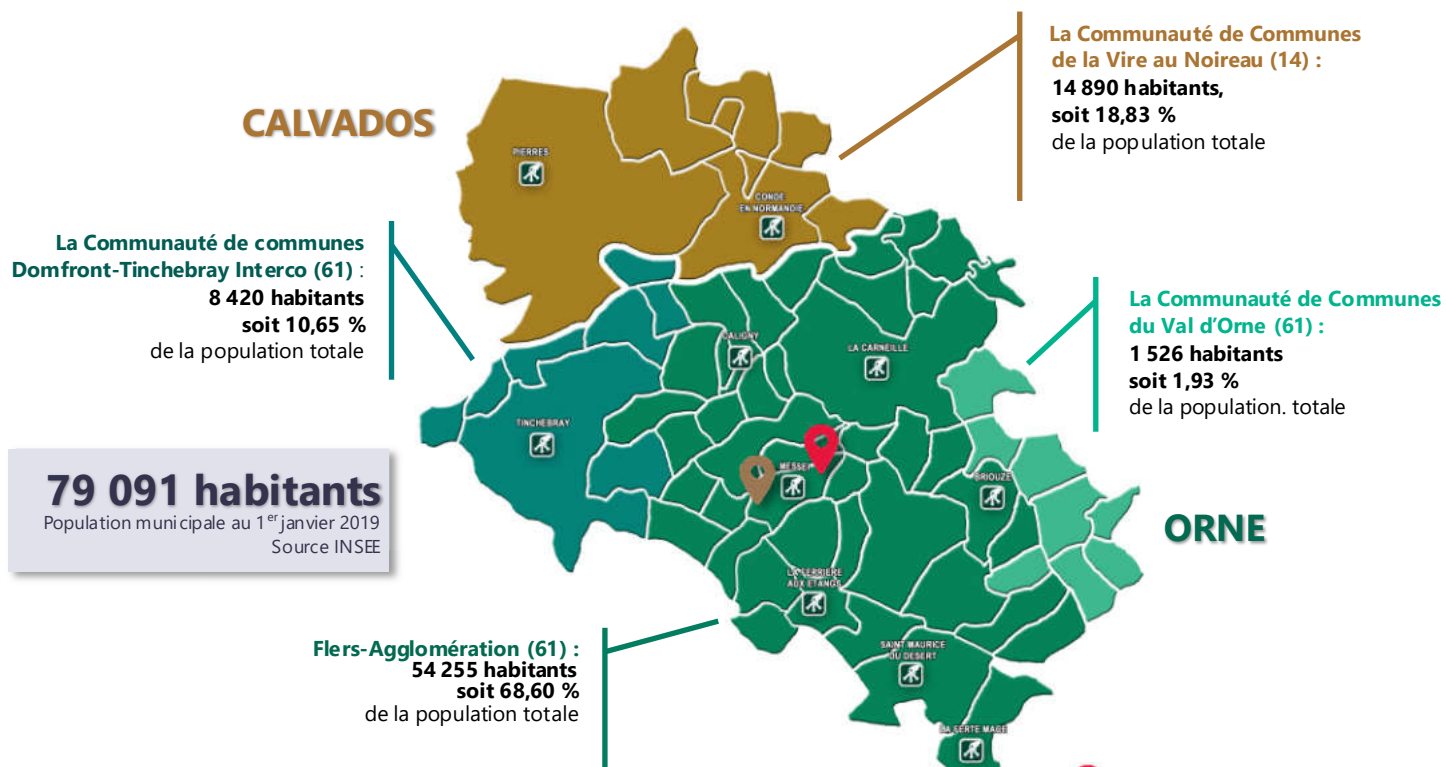 La Communauté de Communes
de la Vire au Noireau (14) :
14 890 habitants,
soit 18,83 %
de la population totale
CALVADOS
PIERRES
CONDE
EN NORMANDIE
La Communauté de communes
Domfront-Tinchebray Interco (61) :
8 420 habitants
soit 10,65 %
de la population totale
La Communauté de Communes
du Val d'Orne (61) :
1 526 habitants
soit 1,93 %
de la population. totale
CALIGNY
LA CARNEILLE
TINCHEBRAY
MESSEI
BRIOUZE
79 091 habitants
Population municipale au 1er janvier 2019
Source INSEE
ORNE
LA FERRIERE
AUX ETANGS
SAINT MAURICE
DU DESERT
Flers-Agglomération (61) :
54 255 habitants
soit 68,60 %
de la population totale
LA FERTE MACE